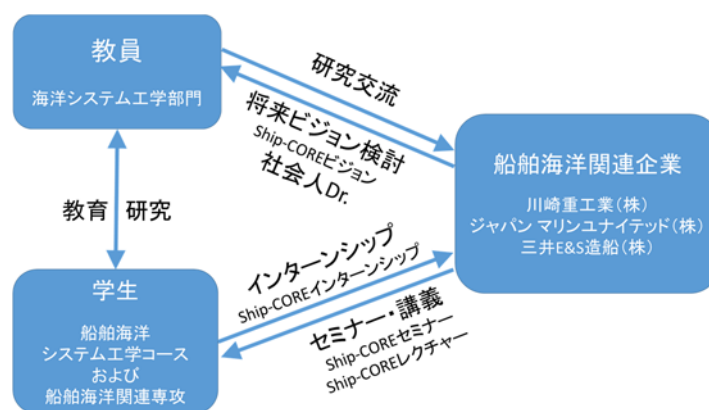 教員
海洋システム工学部門
研究交流
将来ビジョン検討
Ship-COREビジョン
社会人Dr.
船舶海洋関連企業
川崎重工業(株)
ジャパン マリンユナイテッド(株)
三井E&S造船(株)
教育 研究
学生
船舶海洋
システム工学コース
および
船舶海洋関連専攻
インターンシップ
Ship-COREインターンシップ
セミナー・講義
Ship-COREセミナー
Ship-COREレクチャー